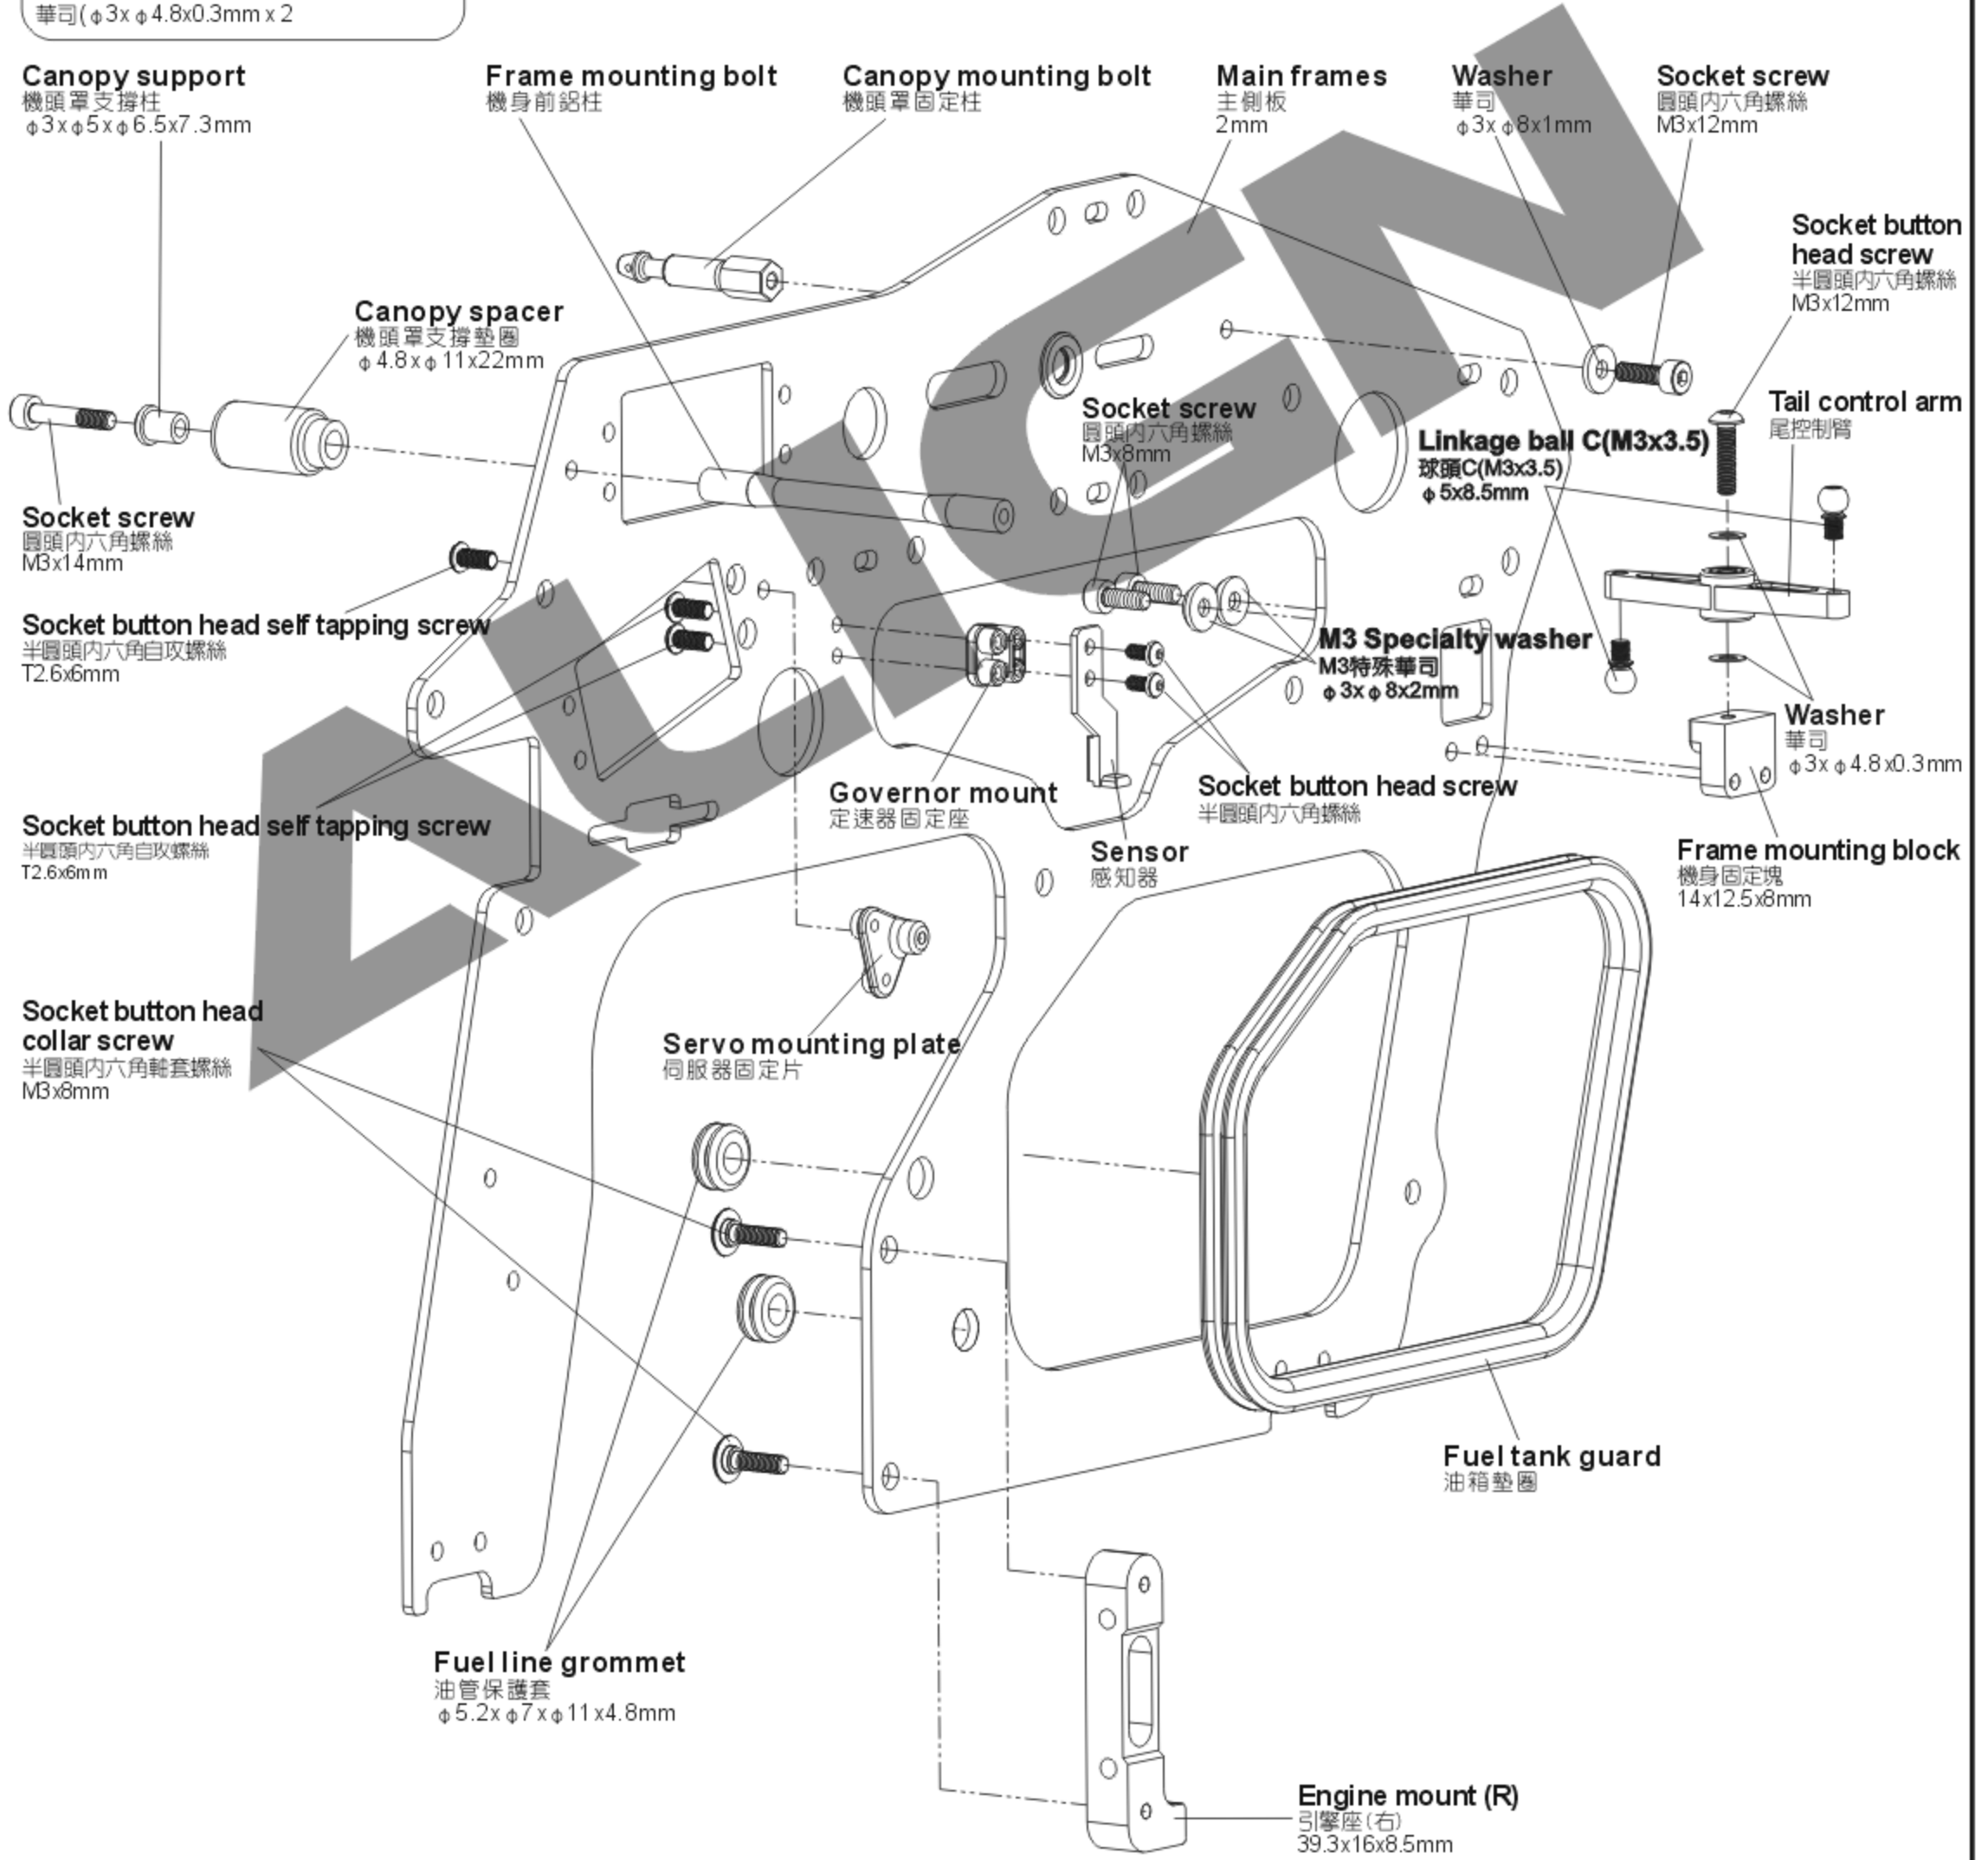 華司(φ3xφ4.8x0.3mm x 2
Canopy support
機頭罩支撐柱
φ3xφ5xφ6.5x7.3mm
Frame mounting bolt
機身前鋁柱
Canopy mounting bolt
機頭罩固定柱
Main frames
主側板
2mm
Washer
華司
φ3xφ8x1mm
Socket screw
圓頭內六角螺絲
M3x12mm
Socket button
head screw
半圓頭內六角螺絲
M3x12mm
Canopy spacer
機頭罩支撐墊圈
φ4.8xφ11x22mm
Socket screw
圓頭內六角螺絲
M3x8mm
Tail control arm
尾控制臂
Linkage ball C(M3x3.5)
球頭C(M3x3.5)
φ5x8.5mm
Socket screw
圓頭內六角螺絲
M3x14mm
Socket button head self tapping screw
半圓頭內六角自攻螺絲
T2.6x6mm
M3 Specialty washer
M3特殊華司
φ3xφ8x2mm
Washer
華司
φ3xφ4.8x0.3mm
Governor mount
定速器固定座
Socket button head screw
半圓頭內六角螺絲
Socket button head self tapping screw
半圓頭內六角自攻螺絲
T2.6x6mm
Sensor
感知器
Frame mounting block
機身固定塊
14x12.5x8mm
Socket button head
collar screw
半圓頭內六角軸套螺絲
M3x8mm
Servo mounting plate
伺服器固定片
Fuel tank guard
油箱墊圈
Fuel line grommet
油管保護套
φ5.2xφ7xφ11x4.8mm
Engine mount (R)
引擎座(右)
39.3x16x8.5mm
ALIGN